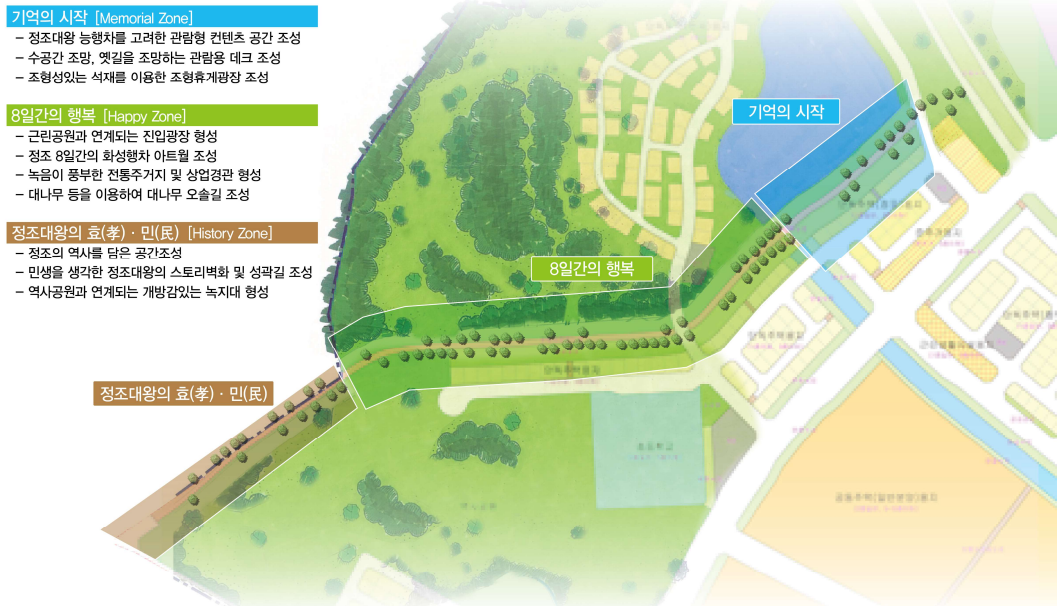 기억의 시작 [Memorial Zone]
– 정조대왕 능행차를 고려한 관람형 컨텐츠 공간 조성
– 수공간 조망, 옛길을 조망하는 관람용 데크 조성
– 조형성있는 석재를 이용한 조형휴게광장 조성
8일간의 행복 [Happy Zone]
– 근린공원과 연계되는 진입광장 형성
– 정조 8일간의 화성행차 아트월 조성
– 녹음이 풍부한 전통주거지 및 상업경관 형성
– 대나무 등을 이용하여 대나무 오솔길 조성
정조대왕의 효(孝) · 민(民) [History Zone]
– 정조의 역사를 담은 공간조성
– 민생을 생각한 정조대왕의 스토리벽화 및 성곽길 조성
– 역사공원과 연계되는 개방감있는 녹지대 형성
기억의 시작
8일간의 행복
정조대왕의 효(孝) · 민(民)
초등학교